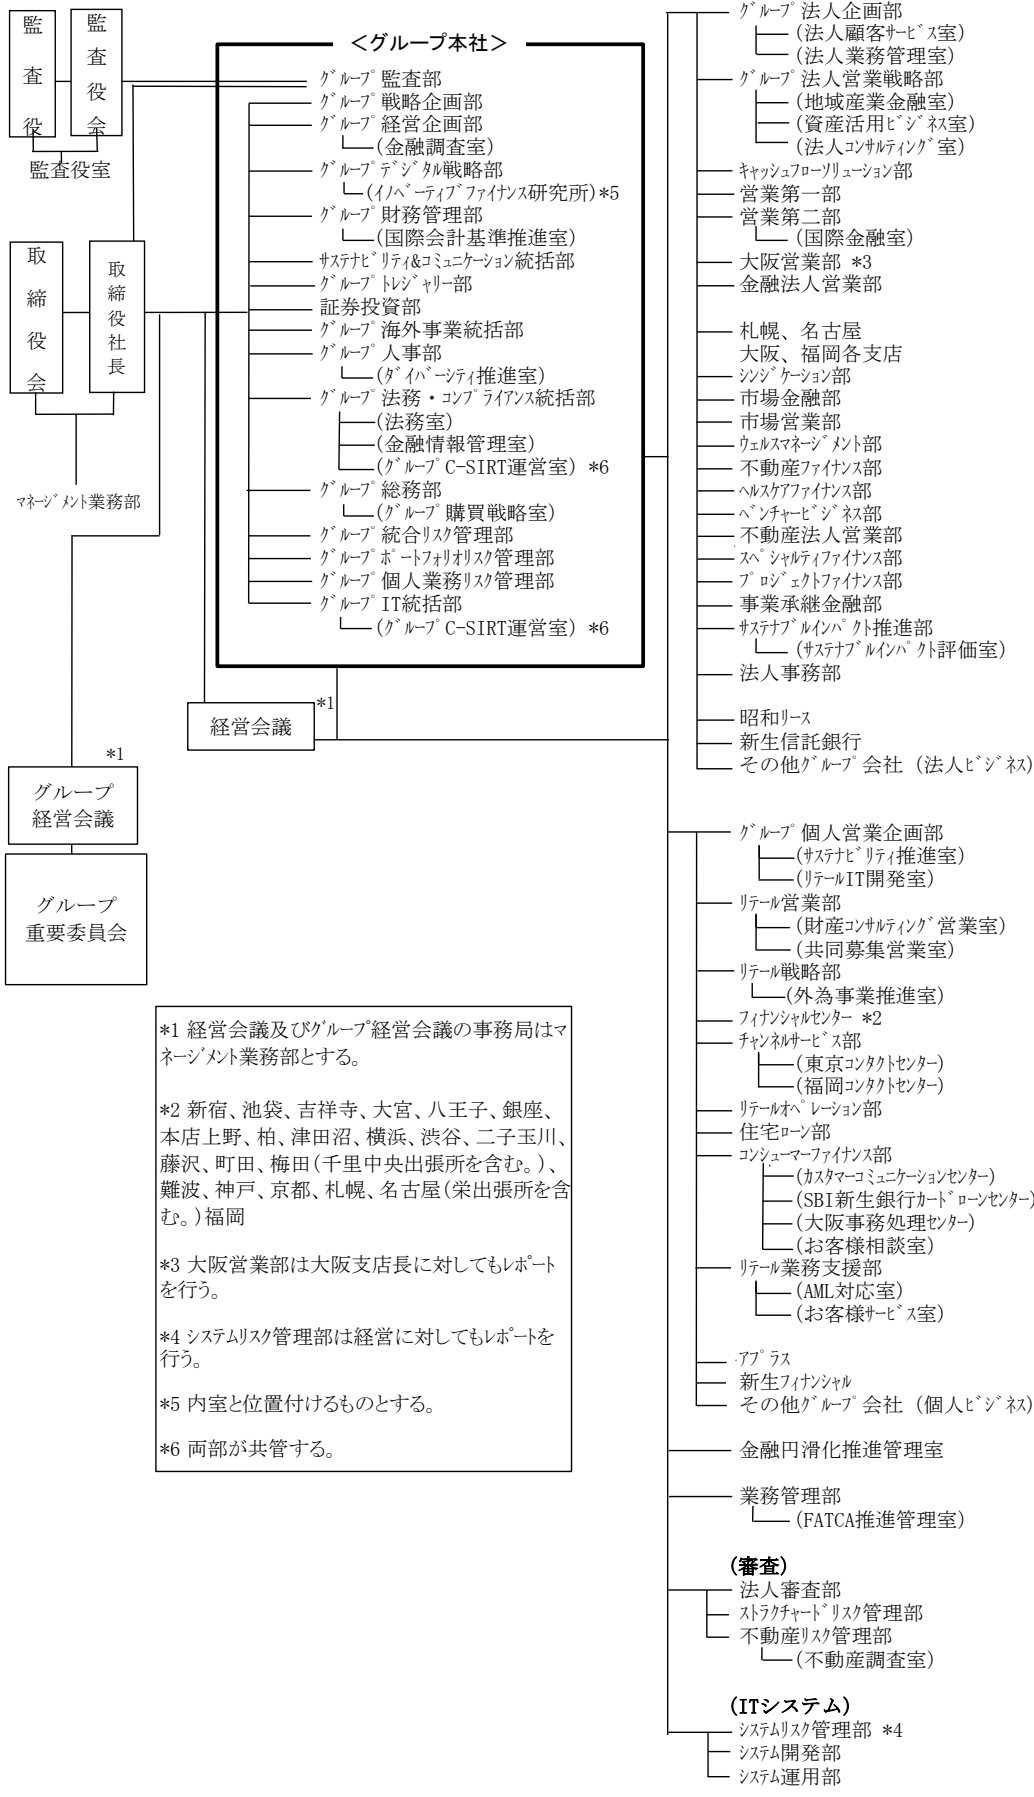 監査役
監査役会
監査役室
取締役会
取締役社長
マネージメント業務部
*1
グループ
経営会議
グループ
重要委員会
経営会議
*1
＜グループ本社＞
グループ監査部
グループ戦略企画部
グループ経営企画部
(金融調査室)
グループデジタル戦略部
(イノベーティブファイナンス研究所)*5
グループ財務管理部
(国際会計基準推進室)
サステナビリティ&コミュニケーション統括部
グループトレジャリー部
証券投資部
グループ海外事業統括部
グループ人事部
(ダイバーシティ推進室)
グループ法務・コンプライアンス統括部
(法務室)
(金融情報管理室)
(グループC-SIRT運営室) *6
グループ総務部
(グループ購買戦略室)
グループ統合リスク管理部
グループポートフォリオリスク管理部
グループ個人業務リスク管理部
グループIT統括部
(グループC-SIRT運営室) *6
グループ法人企画部
(法人顧客サービス室)
(法人業務管理室)
グループ法人営業戦略部
(地域産業金融室)
(資産活用ビジネス室)
(法人コンサルティング室)
キャッシュフローソリューション部
営業第一部
営業第二部
(国際金融室)
大阪営業部 *3
金融法人営業部
札幌、名古屋
大阪、福岡各支店
シンジケーション部
市場金融部
市場営業部
ウェルスマネージメント部
不動産ファイナンス部
ヘルスケアファイナンス部
ベンチャービジネス部
不動産法人営業部
スペシャルティファイナンス部
プロジェクトファイナンス部
事業承継金融部
サステナブルインパクト推進部
(サステナブルインパクト評価室)
法人事務部
昭和リース
新生信託銀行
その他グループ会社（法人ビジネス）
グループ個人営業企画部
(サステナビリティ推進室)
(リテールIT開発室)
リテール営業部
(財産コンサルティング営業室)
(共同募集営業室)
リテール戦略部
(外為事業推進室)
フィナンシャルセンター *2
チャンネルサービス部
(東京コンタクトセンター)
(福岡コンタクトセンター)
リテールオペレーション部
住宅ローン部
コンシューマーファイナンス部
(カスタマーコミュニケーションセンター)
(SBI新生銀行カードローンセンター)
(大阪事務処理センター)
(お客様相談室)
リテール業務支援部
(AML対応室)
(お客様サービス室)
アプラス
新生フィナンシャル
その他グループ会社（個人ビジネス）
金融円滑化推進管理室
業務管理部
(FATCA推進管理室)
(審査)
法人審査部
ストラクチャードリスク管理部
不動産リスク管理部
(不動産調査室)
(ITシステム)
システムリスク管理部 *4
システム開発部
システム運用部
*1 経営会議及びグループ経営会議の事務局はマ
ネージメント業務部とする。
*2 新宿、池袋、吉祥寺、大宮、八王子、銀座、
本店上野、柏、津田沼、横浜、渋谷、二子玉川、
藤沢、町田、梅田(千里中央出張所を含む。)、
難波、神戸、京都、札幌、名古屋(栄出張所を含
む。)福岡
*3 大阪営業部は大阪支店長に対してもレポート
を行う。
*4 システムリスク管理部は経営に対してもレポートを
行う。
*5 内室と位置付けるものとする。
*6 両部が共管する。